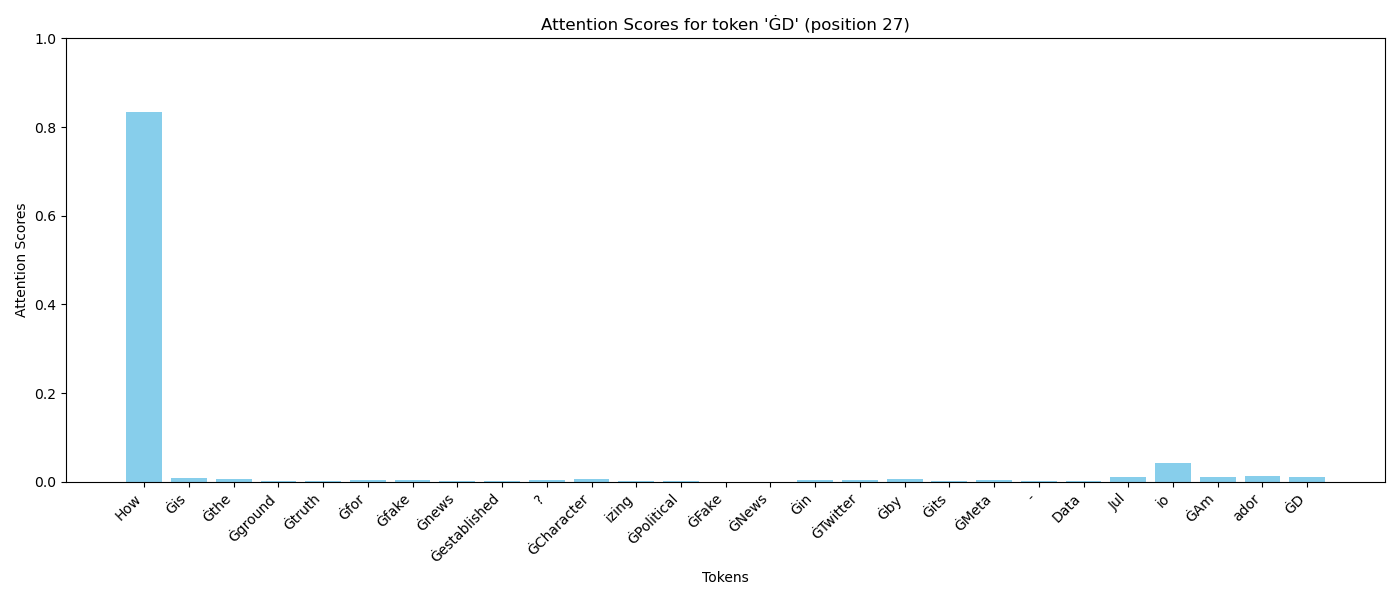 Attention Scores for token 'ĠD' (position 27)
1.0
0.8
0.6
0.4
0.2
0.0
Attention Scores
How
Ġis
Ġthe
Ġground
Ġtruth
Ġfor
Ġfake
Ġnews
Ġestablished
?
ĠCharacter
izing
ĠPolitical
ĠFake
ĠNews
Ġin
ĠTwitter
Ġby
Ġits
ĠMeta
-
Data
Jul
io
ĠAm
ador
ĠD
Tokens